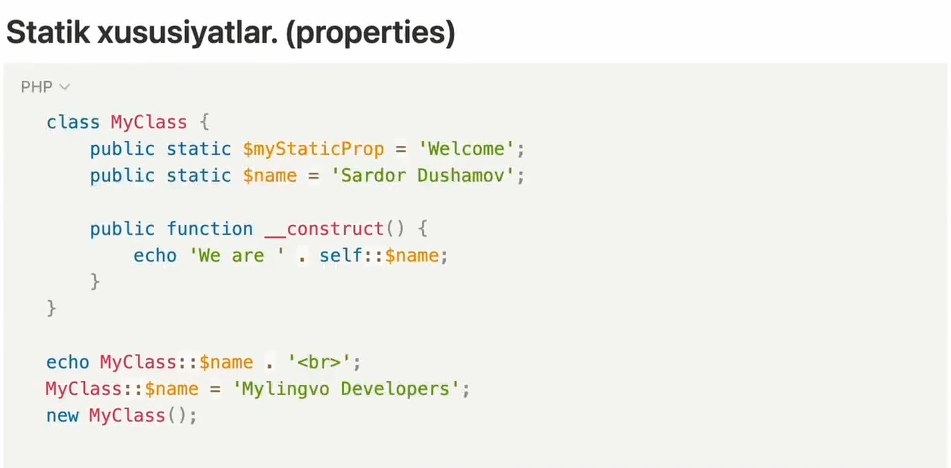 Statik xususiyatlar. (properties)
PHP
class MyClass {
    public static $myStaticProp = 'Welcome';
    public static $name = 'Sardor Dushamov';

    public function __construct() {
        echo 'We are ' . self::$name;
    }
}

echo MyClass::$name . '<br>';
MyClass::$name = 'Mylingvo Developers';
new MyClass();